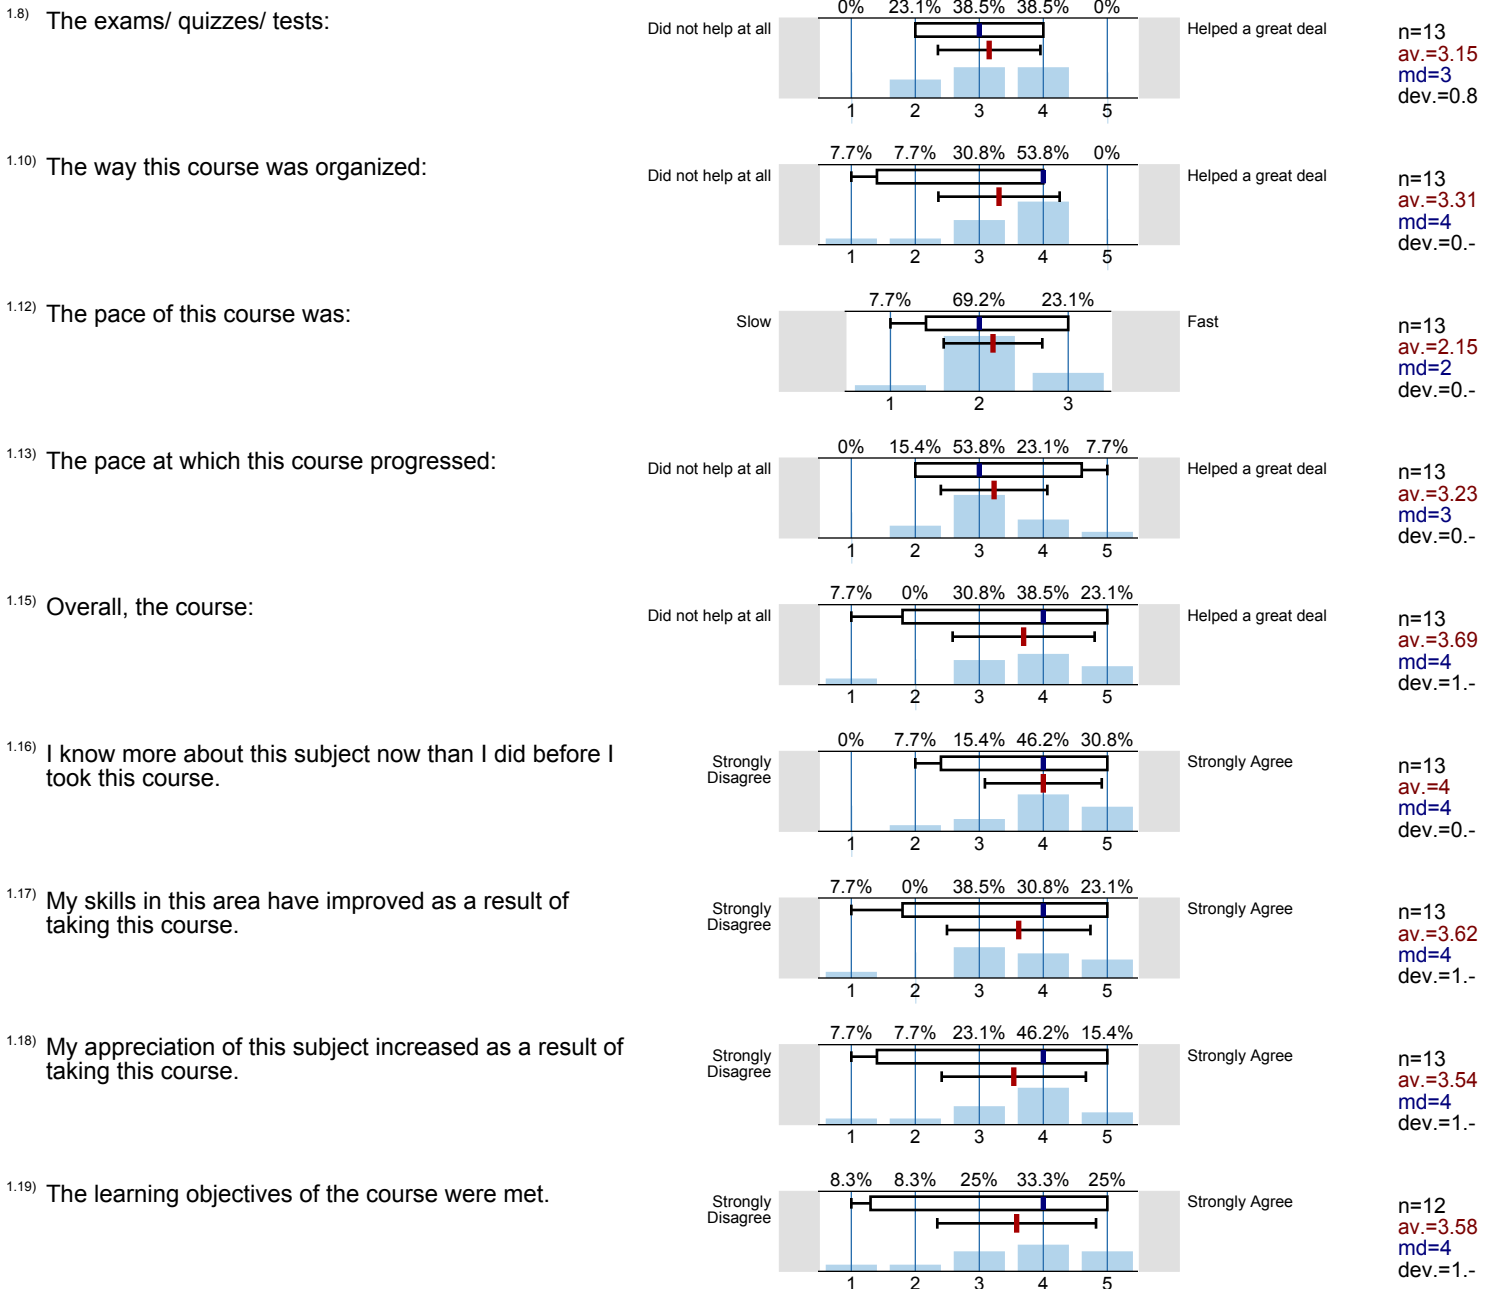 1.8) The exams/ quizzes/ tests:
0% 23.1% 38.5% 38.5% 0%
Did not help at all
Helped a great deal
1 2 3 4 5
n=13
av.=3.15
md=3
dev.=0.8
1.10) The way this course was organized:
7.7% 7.7% 30.8% 53.8% 0%
Did not help at all
Helped a great deal
1 2 3 4 5
n=13
av.=3.31
md=4
dev.=0.-
1.12) The pace of this course was:
7.7% 69.2% 23.1%
Slow
Fast
1 2 3
n=13
av.=2.15
md=2
dev.=0.-
1.13) The pace at which this course progressed:
0% 15.4% 53.8% 23.1% 7.7%
Did not help at all
Helped a great deal
1 2 3 4 5
n=13
av.=3.23
md=3
dev.=0.-
1.15) Overall, the course:
7.7% 0% 30.8% 38.5% 23.1%
Did not help at all
Helped a great deal
1 2 3 4 5
n=13
av.=3.69
md=4
dev.=1.-
1.16) I know more about this subject now than I did before I
took this course.
0% 7.7% 15.4% 46.2% 30.8%
Strongly
Disagree
Strongly Agree
1 2 3 4 5
n=13
av.=4
md=4
dev.=0.-
1.17) My skills in this area have improved as a result of
taking this course.
7.7% 0% 38.5% 30.8% 23.1%
Strongly
Disagree
Strongly Agree
1 2 3 4 5
n=13
av.=3.62
md=4
dev.=1.-
1.18) My appreciation of this subject increased as a result of
taking this course.
7.7% 7.7% 23.1% 46.2% 15.4%
Strongly
Disagree
Strongly Agree
1 2 3 4 5
n=13
av.=3.54
md=4
dev.=1.-
1.19) The learning objectives of the course were met.
8.3% 8.3% 25% 33.3% 25%
Strongly
Disagree
Strongly Agree
1 2 3 4 5
n=12
av.=3.58
md=4
dev.=1.-